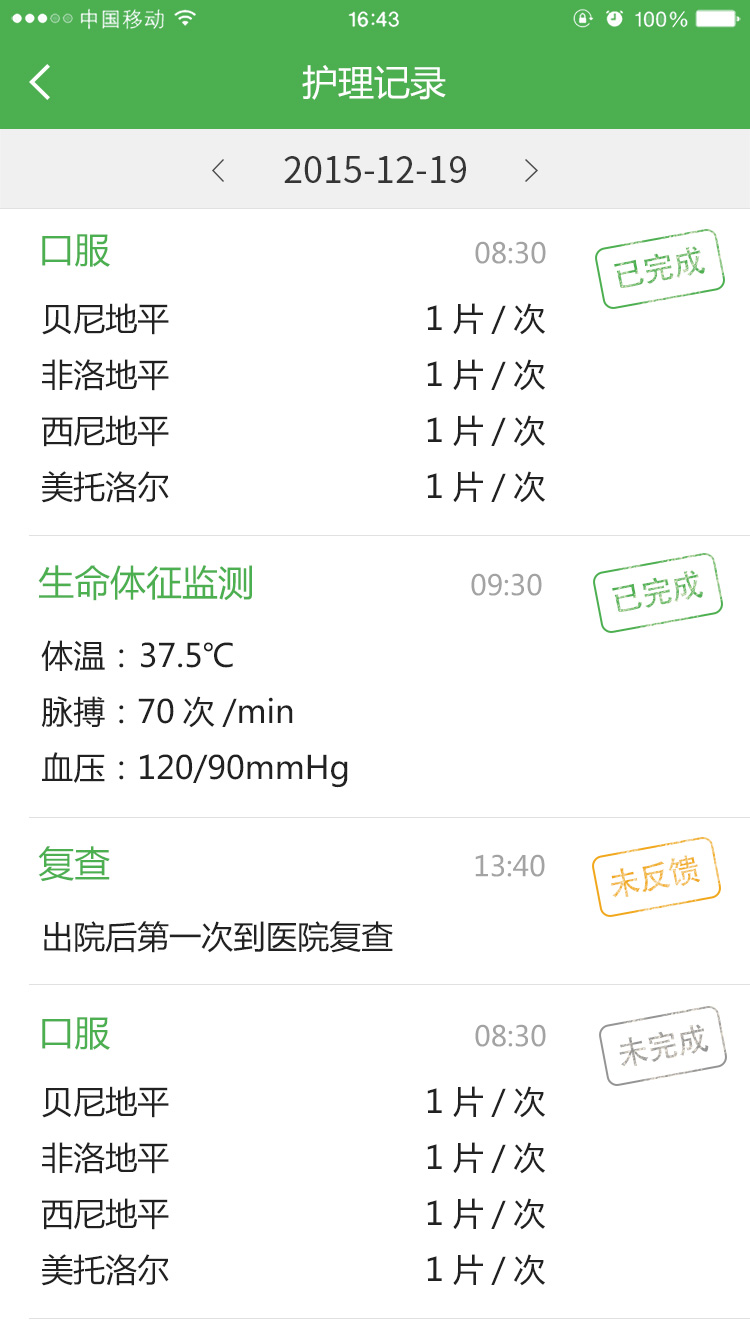 中国移动 16:43 100%
护理记录
2015-12-19
口服 08:30 已完成
贝尼地平 1 片 / 次
非洛地平 1 片 / 次
西尼地平 1 片 / 次
美托洛尔 1 片 / 次
生命体征监测 09:30 已完成
体温：37.5℃
脉搏：70 次 /min
血压：120/90mmHg
复查 13:40 未反馈
出院后第一次到医院复查
口服 08:30 未完成
贝尼地平 1 片 / 次
非洛地平 1 片 / 次
西尼地平 1 片 / 次
美托洛尔 1 片 / 次